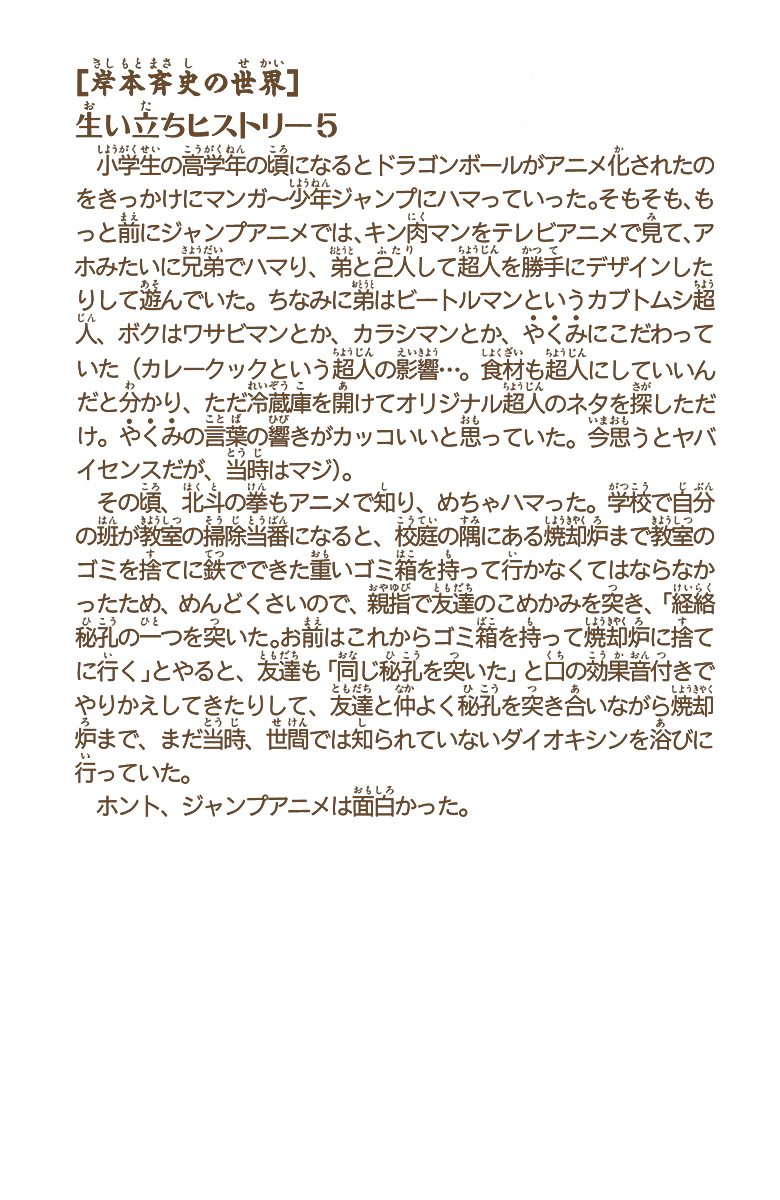 [岸本斉史の世界]
生い立ちヒストリー5
小学生の高学年の頃になるとドラゴンボールがアニメ化されたの
をきっかけにマンガ〜少年ジャンプにハマっていった。そもそも、も
っと前にジャンプアニメでは、キン肉マンをテレビアニメで見て、ア
ホみたいに兄弟でハマり、弟と2人して超人を勝手にデザインした
りして遊んでいた。ちなみに弟はビートルマンというカブトムシ超
人、ボクはワサビマンとか、カラシマンとか、やくみにこだわって
いた(カレークックという超人の影響…。食材も超人にしていいん
だと分かり、ただ冷蔵庫を開けてオリジナル超人のネタを探しただ
け。やくみの言葉の響きがカッコいいと思っていた。今思うとヤバ
イセンスだが、当時はマジ)。
その頃、北斗の拳もアニメで知り、めちゃハマった。学校で自分
の班が教室の掃除当番になると、校庭の隅にある焼却炉まで教室の
ゴミを捨てに鉄でできた重いゴミ箱を持って行かなくてはならなか
ったため、めんどくさいので、親指で友達のこめかみを突き、「経絡
秘孔の一つを突いた。お前はこれからゴミ箱を持って焼却炉に捨て
に行く」とやると、友達も「同じ秘孔を突いた」と口の効果音付きで
やりかえしてきたりして、友達と仲よく秘孔を突き合いながら焼却
炉まで、まだ当時、世間では知られていないダイオキシンを浴びに
行っていた。
ホント、ジャンプアニメは面白かった。